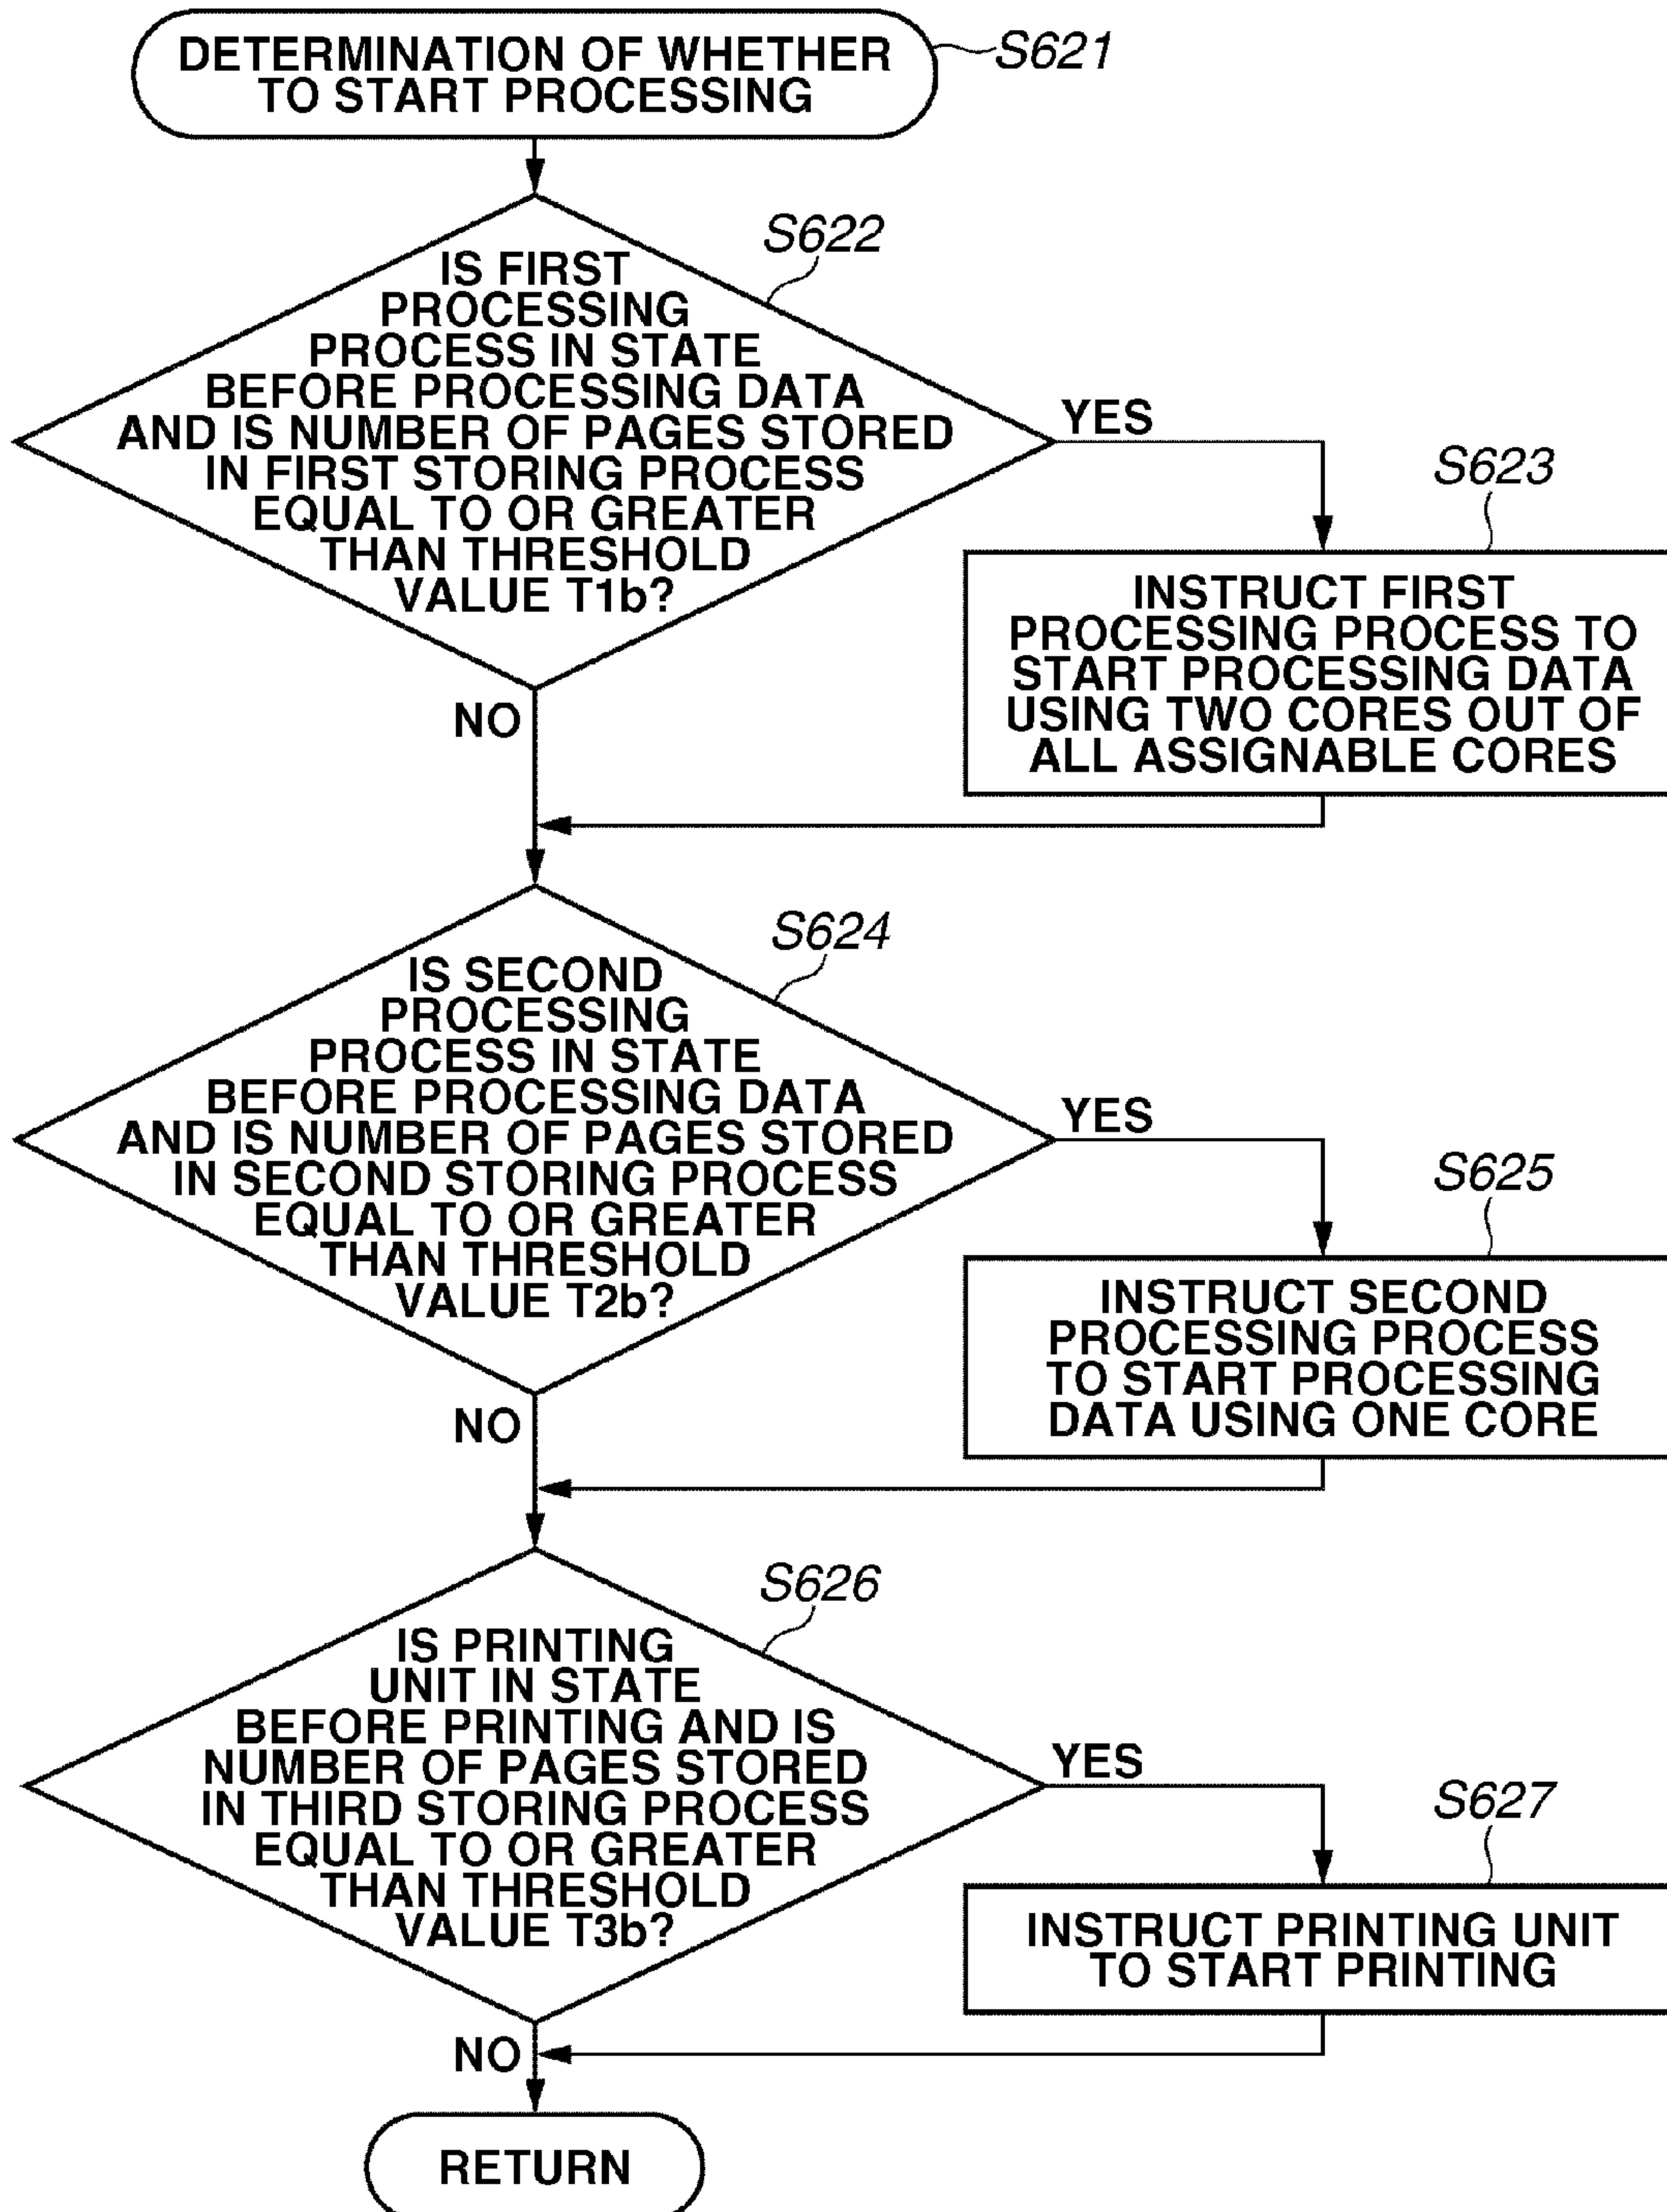 DETERMINATION OF WHETHER
TO START PROCESSING
S621
S622
IS FIRST
PROCESSING
PROCESS IN STATE
BEFORE PROCESSING DATA
AND IS NUMBER OF PAGES STORED
IN FIRST STORING PROCESS
EQUAL TO OR GREATER
THAN THRESHOLD
VALUE T1b?
YES
NO
S623
INSTRUCT FIRST
PROCESSING PROCESS TO
START PROCESSING DATA
USING TWO CORES OUT OF
ALL ASSIGNABLE CORES
S624
IS SECOND
PROCESSING
PROCESS IN STATE
BEFORE PROCESSING DATA
AND IS NUMBER OF PAGES STORED
IN SECOND STORING PROCESS
EQUAL TO OR GREATER
THAN THRESHOLD
VALUE T2b?
YES
NO
S625
INSTRUCT SECOND
PROCESSING PROCESS
TO START PROCESSING
DATA USING ONE CORE
S626
IS PRINTING
UNIT IN STATE
BEFORE PRINTING AND IS
NUMBER OF PAGES STORED
IN THIRD STORING PROCESS
EQUAL TO OR GREATER
THAN THRESHOLD
VALUE T3b?
YES
NO
S627
INSTRUCT PRINTING UNIT
TO START PRINTING
RETURN